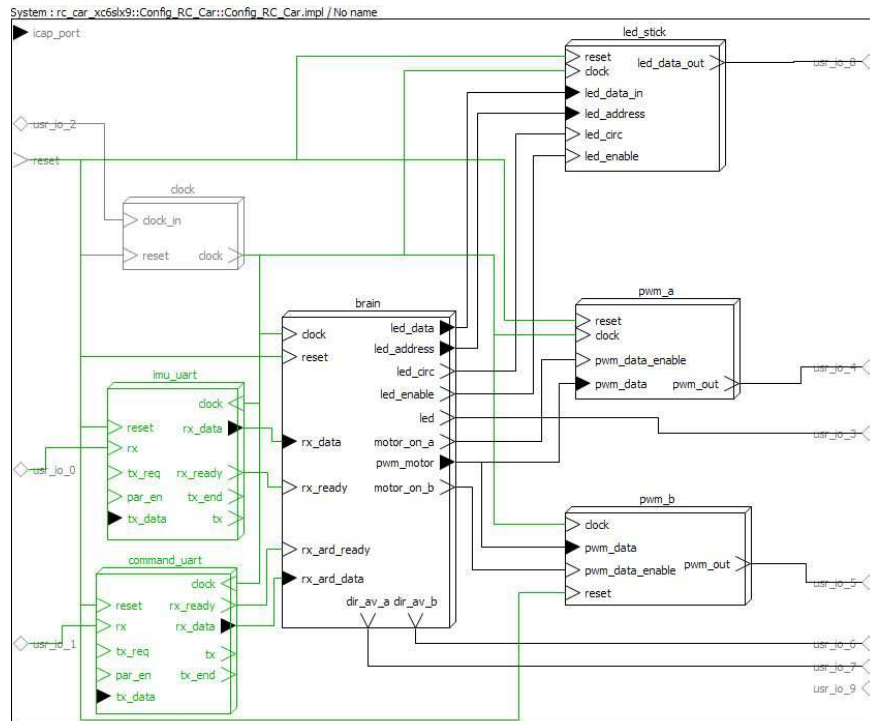 System : rc_car_xc6slx9::Config_RC_Car::Config_RC_Car.impl / No name
icap_port
usr_io_2
reset
clock
clock_in
reset
clock
imu_uart
clock
reset
rx_data
rx
tx_req
rx_ready
par_en
tx_end
tx_data
tx
usr_io_0
command_uart
clock
reset
rx_ready
rx
rx_data
tx_req
tx
par_en
tx_end
tx_data
usr_io_1
brain
clock
reset
led_data
led_address
led_circ
led_enable
led
rx_data
motor_on_a
pwm_motor
rx_ready
motor_on_b
rx_ard_ready
rx_ard_data
dir_av_a
dir_av_b
led_stick
reset
clock
led_data_out
led_data_in
led_address
led_circ
led_enable
usr_io_8
pwm_a
reset
clock
pwm_data_enable
pwm_data
pwm_out
usr_io_4
usr_io_3
pwm_b
clock
pwm_data
pwm_data_enable
pwm_out
reset
usr_io_5
usr_io_6
usr_io_7
usr_io_9